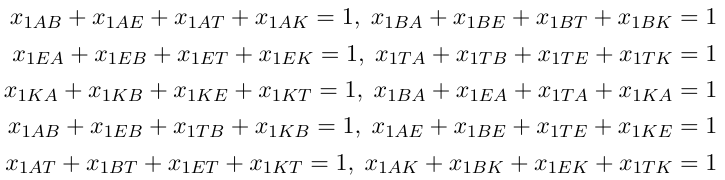 x_{1AB} + x_{1AE} + x_{1AT} + x_{1AK} = 1, x_{1BA} + x_{1BE} + x_{1BT} + x_{1BK} = 1
x_{1EA} + x_{1EB} + x_{1ET} + x_{1EK} = 1, x_{1TA} + x_{1TB} + x_{1TE} + x_{1TK} = 1
x_{1KA} + x_{1KB} + x_{1KE} + x_{1KT} = 1, x_{1BA} + x_{1EA} + x_{1TA} + x_{1KA} = 1
x_{1AB} + x_{1EB} + x_{1TB} + x_{1KB} = 1, x_{1AE} + x_{1BE} + x_{1TE} + x_{1KE} = 1
x_{1AT} + x_{1BT} + x_{1ET} + x_{1KT} = 1, x_{1AK} + x_{1BK} + x_{1EK} + x_{1TK} = 1